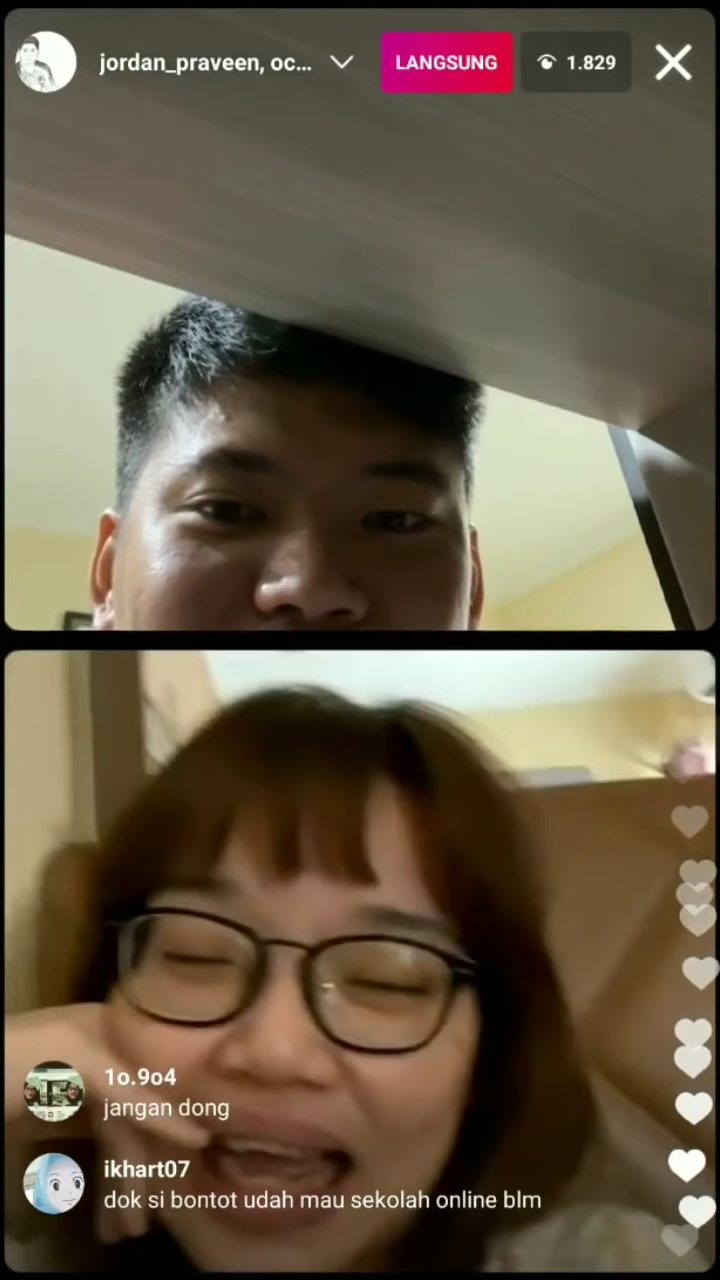 jordan_praveen, oc...
LANGSUNG
1.829
1o.9o4
jangan dong
ikhart07
dok si bontot udah mau sekolah online blm